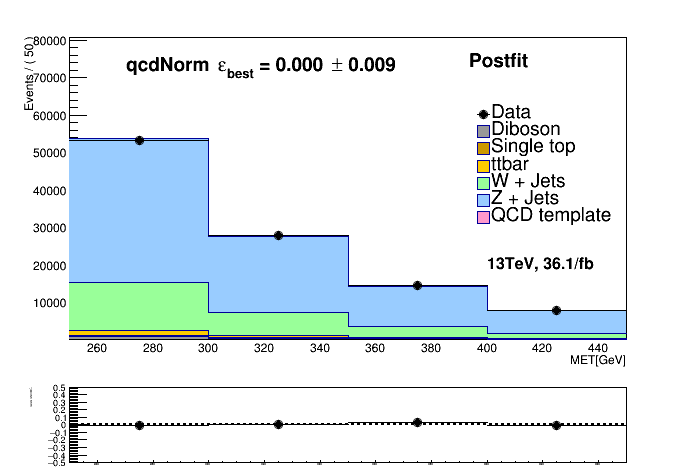 qcdNorm ε_best = 0.000 ± 0.009
Postfit
Events / ( 50 )
80000
70000
60000
50000
40000
30000
20000
10000
Data
Diboson
Single top
ttbar
W + Jets
Z + Jets
QCD template
13TeV, 36.1/fb
260 280 300 320 340 360 380 400 420 440
MET[GeV]
0.5
0.4
0.3
0.2
0.1
0
−0.1
−0.2
−0.3
−0.4
−0.5